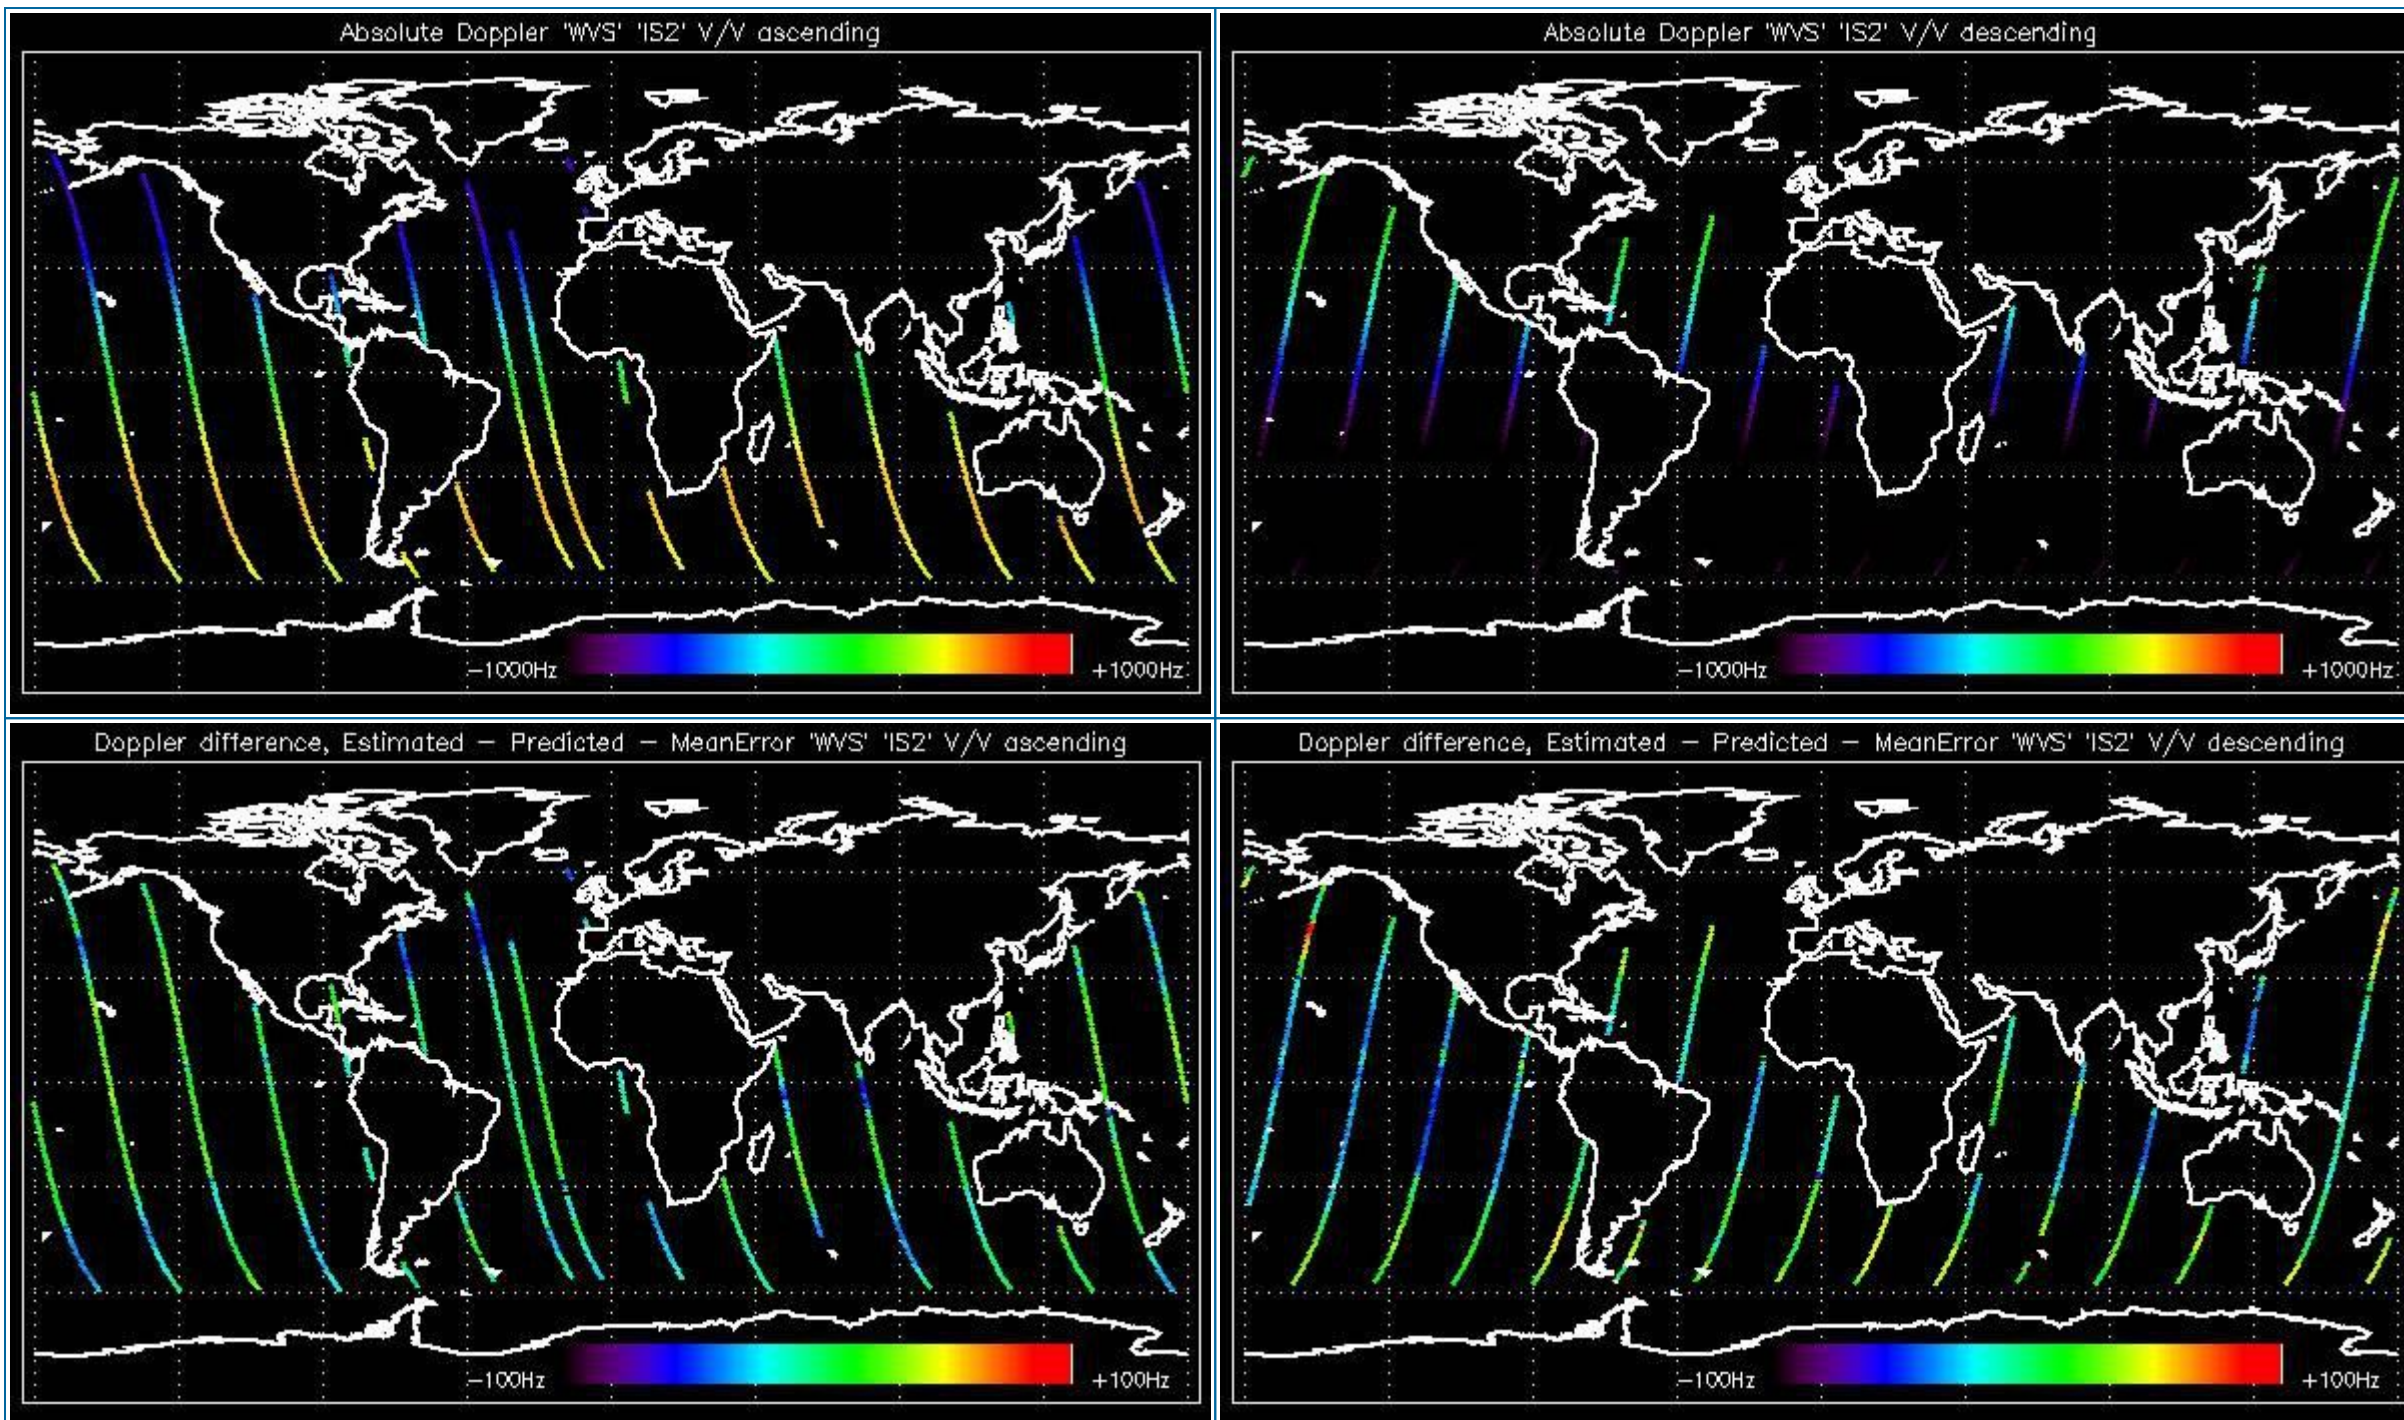 Absolute Doppler 'WVS' 'IS2' V/V ascending
-1000Hz
+1000Hz
Absolute Doppler 'WVS' 'IS2' V/V descending
-1000Hz
+1000Hz
Doppler difference, Estimated - Predicted - MeanError 'WVS' 'IS2' V/V ascending
-100Hz
+100Hz
Doppler difference, Estimated - Predicted - MeanError 'WVS' 'IS2' V/V descending
-100Hz
+100Hz